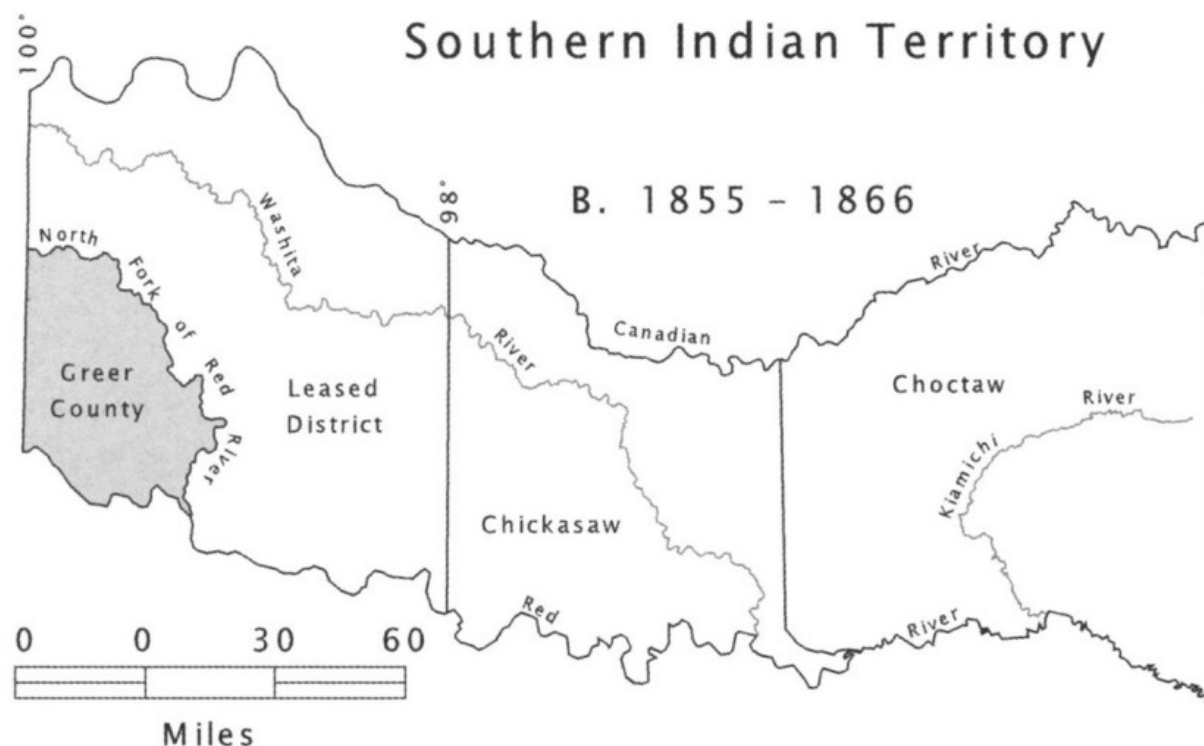 Southern Indian Territory
100°
B. 1855 – 1866
98°
Washita
River
North
Fork
of
Red
River
Canadian
River
Greer
County
Leased
District
Choctaw
River
Kiamichi
Chickasaw
Red
River
0 0 30 60
Miles